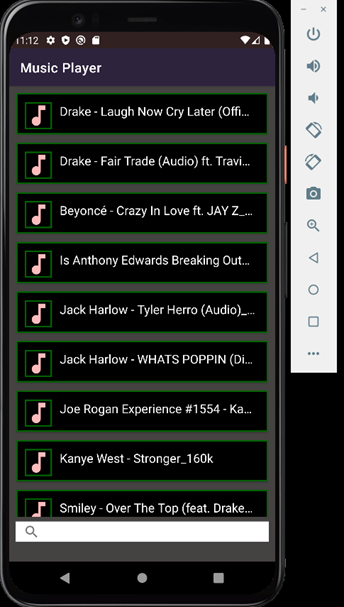 11:12
Music Player
Drake - Laugh Now Cry Later (Offi...
Drake - Fair Trade (Audio) ft. Travi...
Beyoncé - Crazy In Love ft. JAY Z_...
Is Anthony Edwards Breaking Out...
Jack Harlow - Tyler Herro (Audio)_...
Jack Harlow - WHATS POPPIN (Di...
Joe Rogan Experience #1554 - Ka...
Kanye West - Stronger_160k
Smiley - Over The Top (feat. Drake...